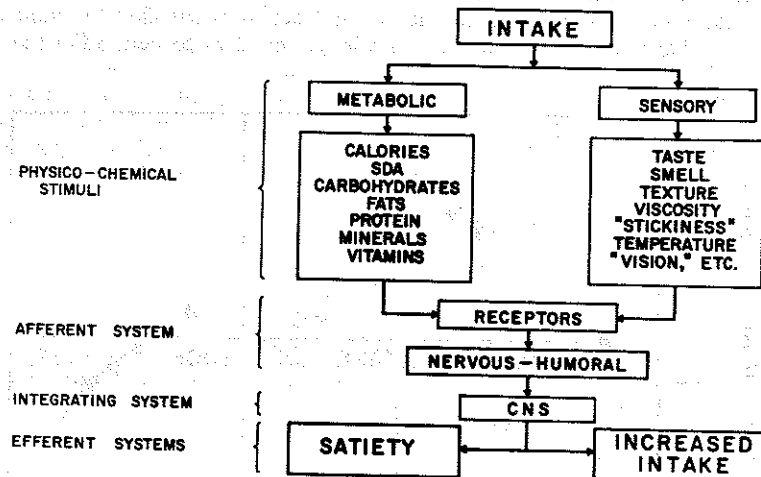 INTAKE
METABOLIC
SENSORY
PHYSICO-CHEMICAL
STIMULI
CALORIES
SDA
CARBOHYDRATES
FATS
PROTEIN
MINERALS
VITAMINS
TASTE
SMELL
TEXTURE
VISCOSITY
"STICKINESS"
TEMPERATURE
"VISION," ETC.
AFFERENT SYSTEM
RECEPTORS
NERVOUS-HUMORAL
INTEGRATING SYSTEM
CNS
EFFERENT SYSTEMS
SATIETY
INCREASED
INTAKE